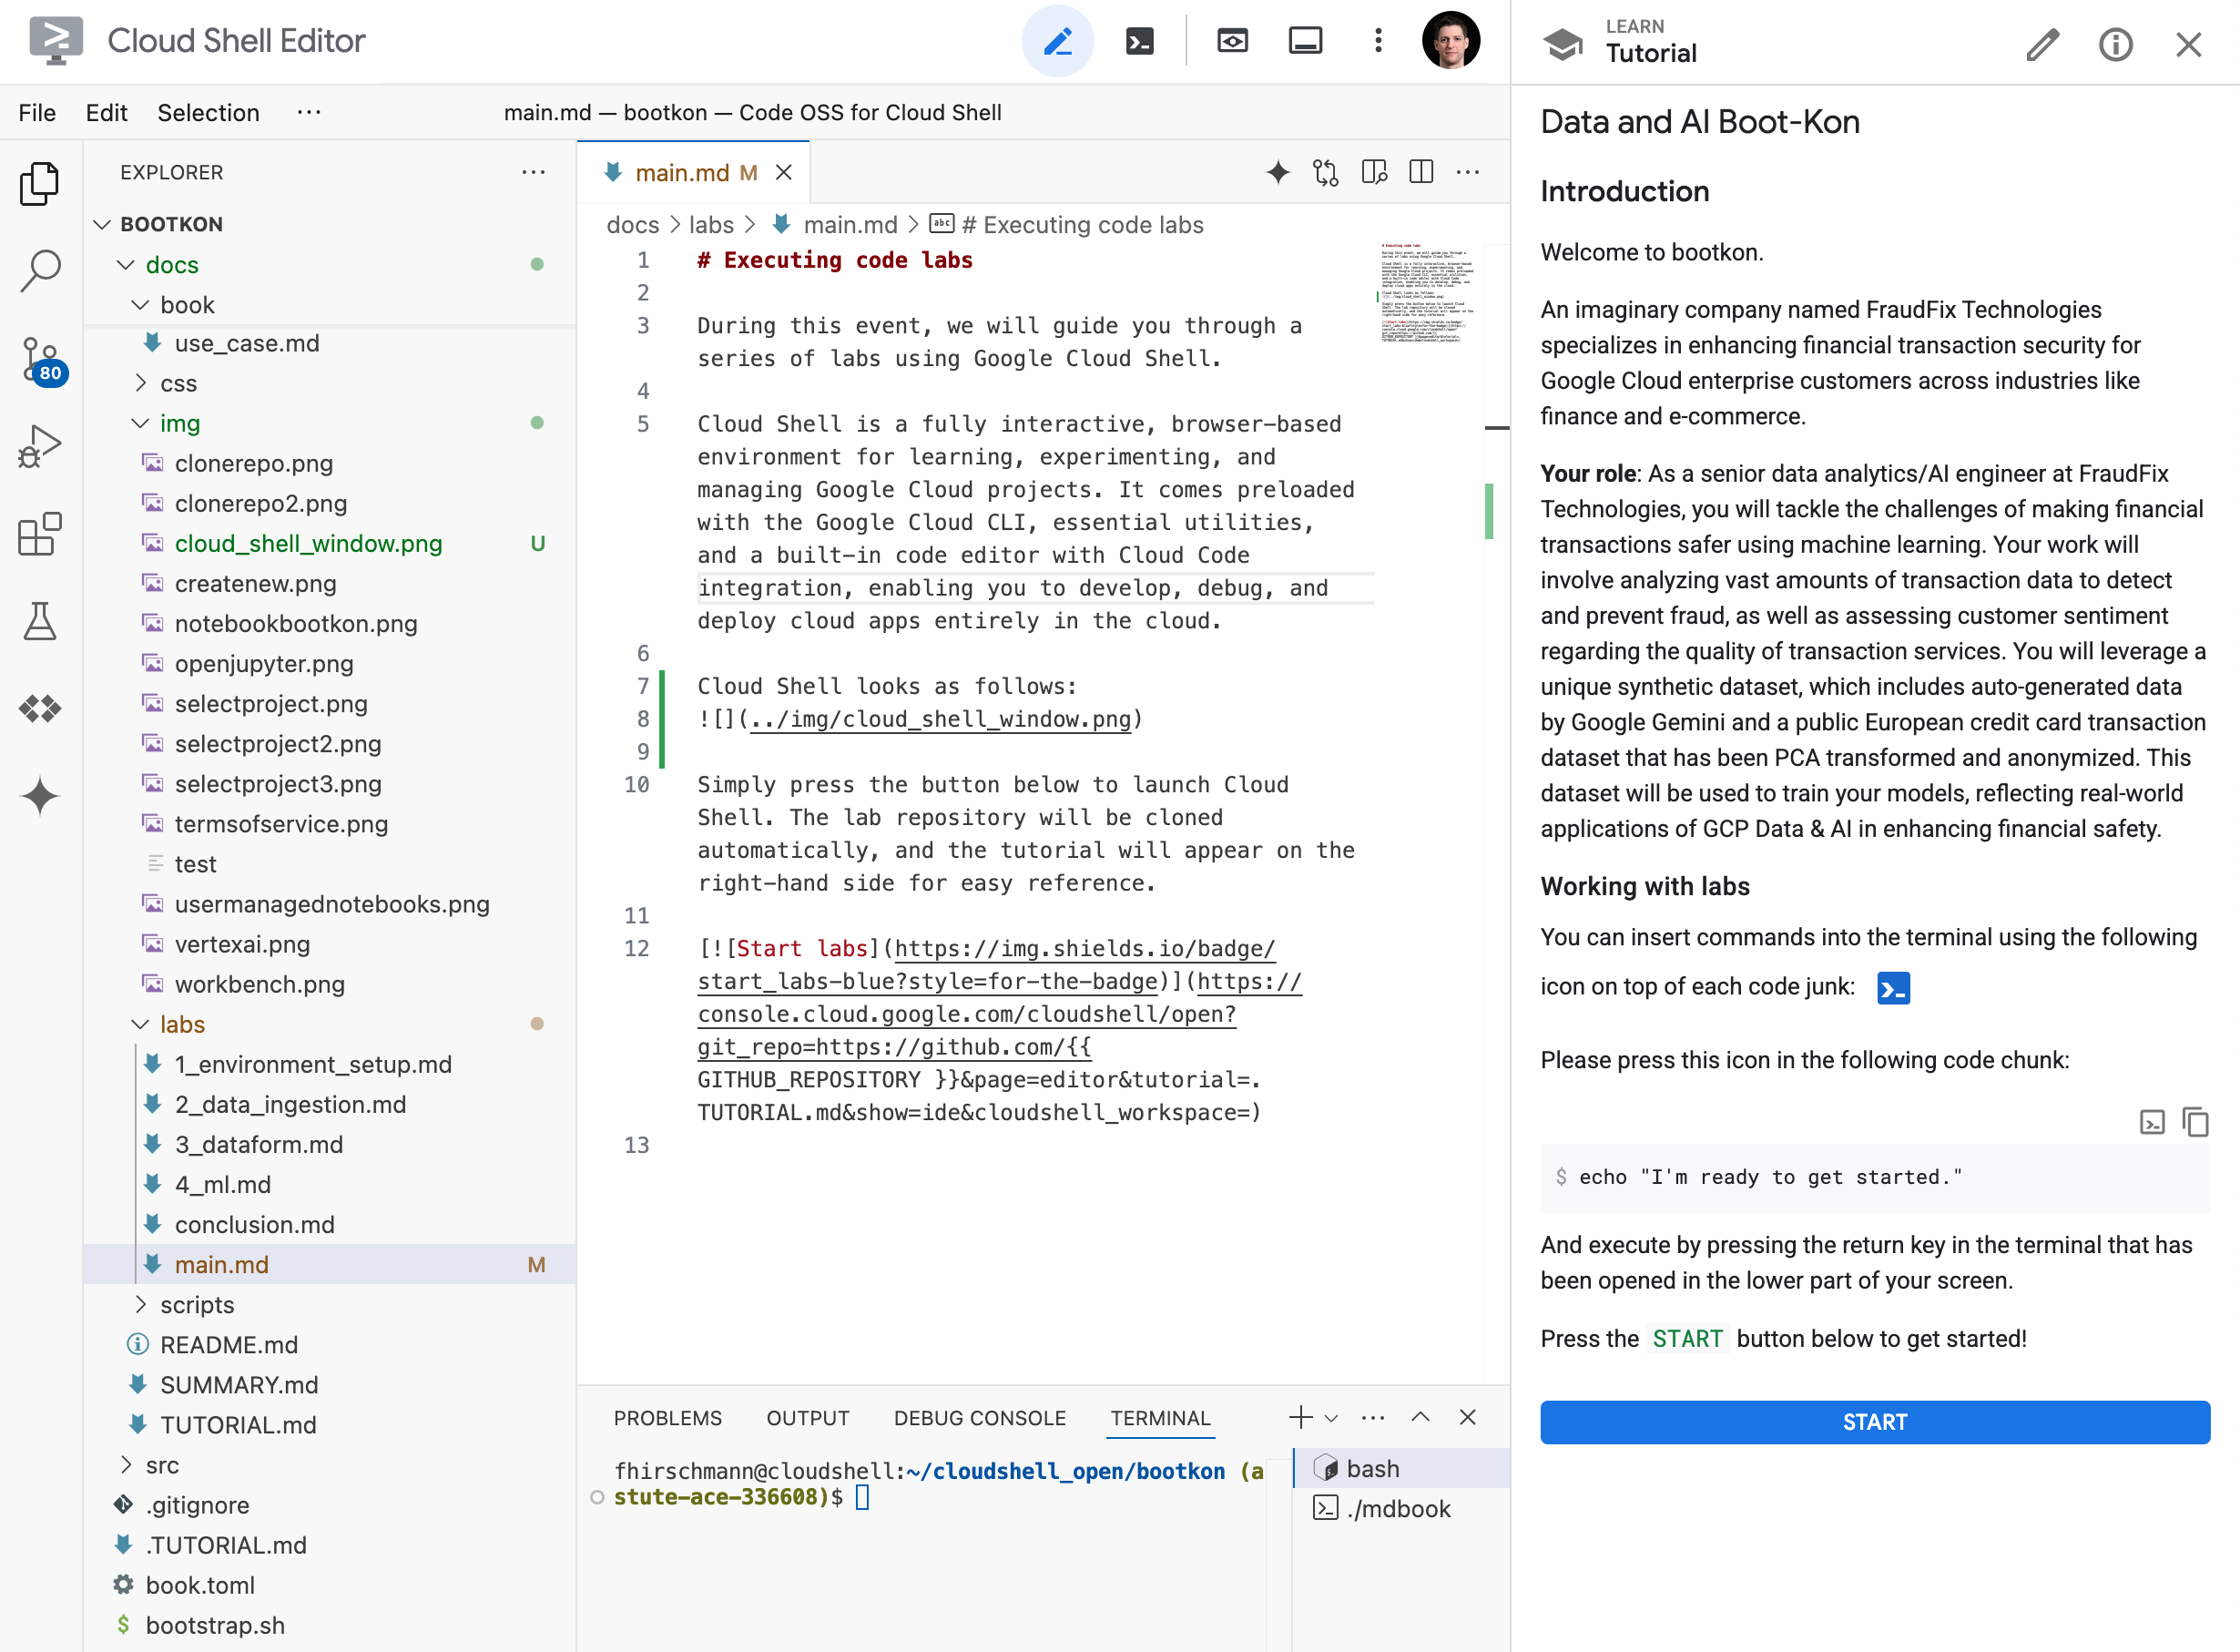 Cloud Shell Editor
LEARN
Tutorial
File Edit Selection ···
main.md — bootkon — Code OSS for Cloud Shell
EXPLORER
BOOTKON
docs
book
use_case.md
css
img
clonerepo.png
clonerepo2.png
cloud_shell_window.png U
createnew.png
notebookbootkon.png
openjupyter.png
selectproject.png
selectproject2.png
selectproject3.png
termsofservice.png
test
usermanagednotebooks.png
vertexai.png
workbench.png
labs
1_environment_setup.md
2_data_ingestion.md
3_dataform.md
4_ml.md
conclusion.md
main.md M
scripts
README.md
SUMMARY.md
TUTORIAL.md
src
.gitignore
.TUTORIAL.md
book.toml
bootstrap.sh
80
main.md M
docs > labs > main.md > # Executing code labs
1 # Executing code labs
2
3 During this event, we will guide you through a
series of labs using Google Cloud Shell.
4
5 Cloud Shell is a fully interactive, browser-based
environment for learning, experimenting, and
managing Google Cloud projects. It comes preloaded
with the Google Cloud CLI, essential utilities,
and a built-in code editor with Cloud Code
integration, enabling you to develop, debug, and
deploy cloud apps entirely in the cloud.
6
7 Cloud Shell looks as follows:
8 ![](../img/cloud_shell_window.png)
9
10 Simply press the button below to launch Cloud
Shell. The lab repository will be cloned
automatically, and the tutorial will appear on the
right-hand side for easy reference.
11
12 [![Start labs](https://img.shields.io/badge/
start_labs-blue?style=for-the-badge)](https://
console.cloud.google.com/cloudshell/open?
git_repo=https://github.com/{{
GITHUB_REPOSITORY }}&page=editor&tutorial=.
TUTORIAL.md&show=ide&cloudshell_workspace=)
13
PROBLEMS OUTPUT DEBUG CONSOLE TERMINAL
fhirschmann@cloudshell:~/cloudshell_open/bootkon (a
stute-ace-336608)$
bash
./mdbook
Data and AI Boot-Kon
Introduction
Welcome to bootkon.
An imaginary company named FraudFix Technologies
specializes in enhancing financial transaction security for
Google Cloud enterprise customers across industries like
finance and e-commerce.
Your role: As a senior data analytics/AI engineer at FraudFix
Technologies, you will tackle the challenges of making financial
transactions safer using machine learning. Your work will
involve analyzing vast amounts of transaction data to detect
and prevent fraud, as well as assessing customer sentiment
regarding the quality of transaction services. You will leverage a
unique synthetic dataset, which includes auto-generated data
by Google Gemini and a public European credit card transaction
dataset that has been PCA transformed and anonymized. This
dataset will be used to train your models, reflecting real-world
applications of GCP Data & AI in enhancing financial safety.
Working with labs
You can insert commands into the terminal using the following
icon on top of each code junk:
Please press this icon in the following code chunk:
$ echo "I'm ready to get started."
And execute by pressing the return key in the terminal that has
been opened in the lower part of your screen.
Press the START button below to get started!
START